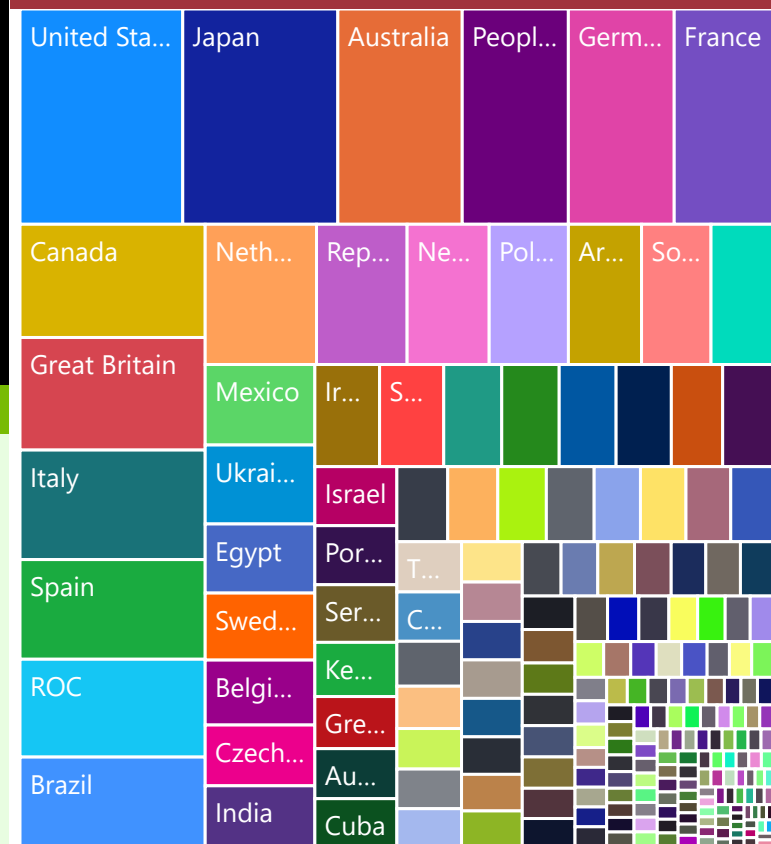 United Sta...
Japan
Australia
Peopl...
Germ...
France
Canada
Neth...
Rep...
Ne...
Pol...
Ar...
So...
Great Britain
Mexico
Ir...
S...
Italy
Ukrai...
Israel
Egypt
Por...
T...
Spain
Swed...
Ser...
C...
ROC
Belgi...
Ke...
Gre...
Czech...
Au...
Brazil
India
Cuba